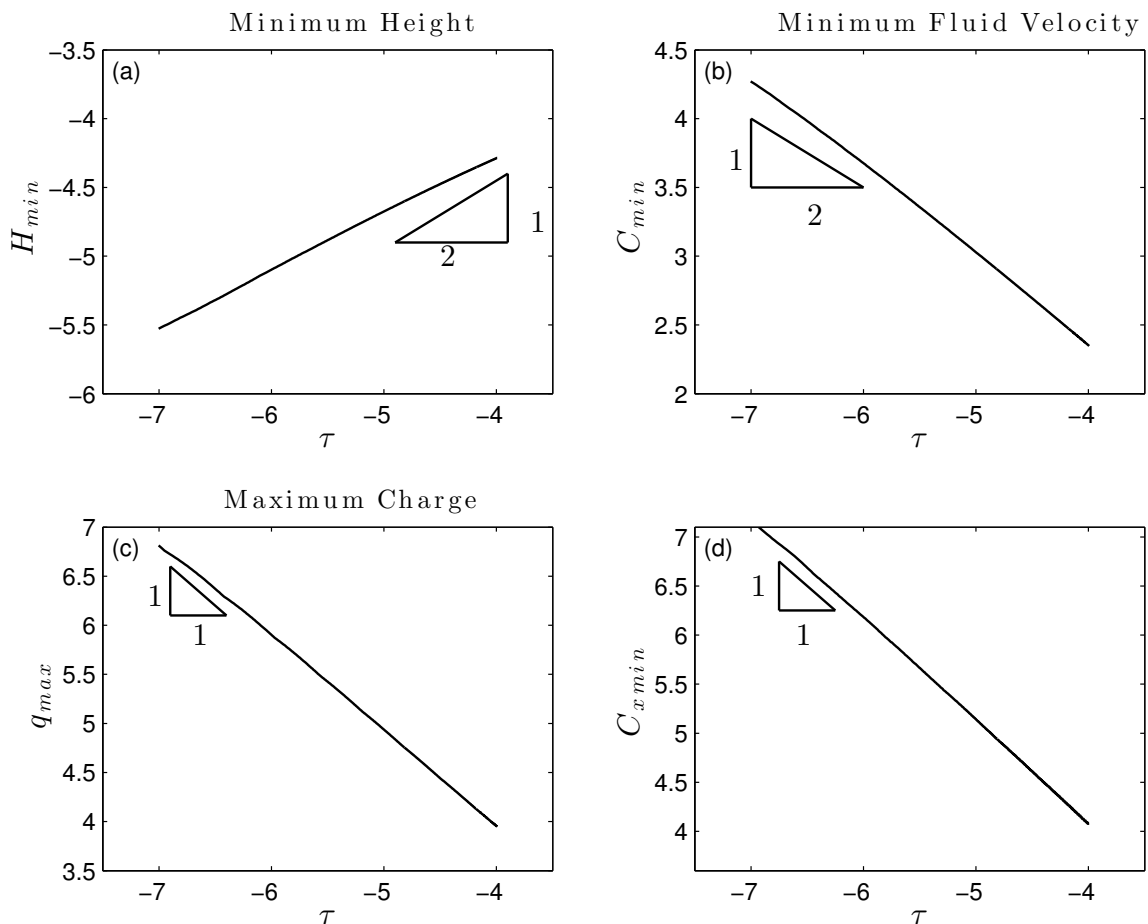 Minimum Height
(a)
−3.5
−4
−4.5
−5
−5.5
−6
H_min
1
2
−7 −6 −5 −4
τ
Minimum Fluid Velocity
(b)
4.5
4
3.5
3
2.5
2
C_min
1
2
−7 −6 −5 −4
τ
Maximum Charge
(c)
7
6.5
6
5.5
5
4.5
4
3.5
q_max
1
1
−7 −6 −5 −4
τ
(d)
7
6.5
6
5.5
5
4.5
4
C_xmin
1
1
−7 −6 −5 −4
τ